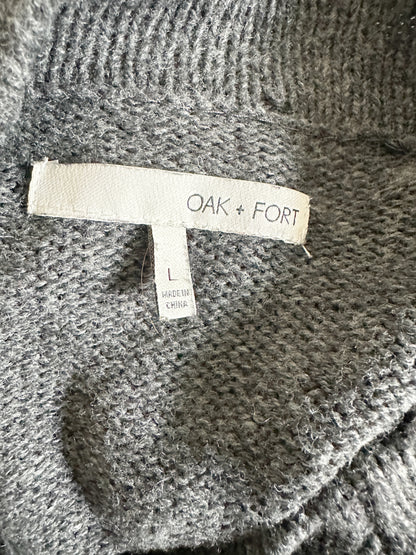 OAK + FORT
L
MADE IN
CHINA